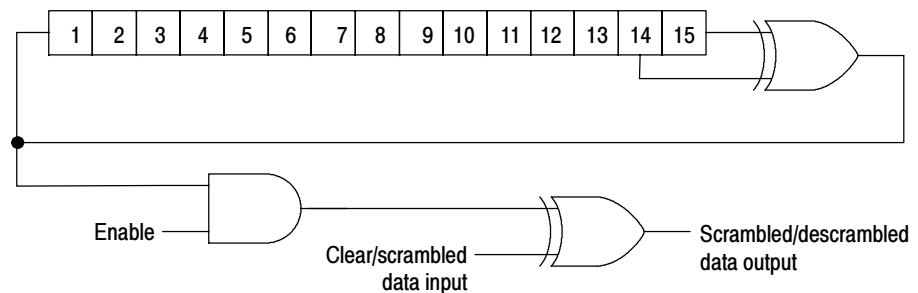 1 2 3 4 5 6 7 8 9 10 11 12 13 14 15
Enable
Clear/scrambled
data input
Scrambled/descrambled
data output